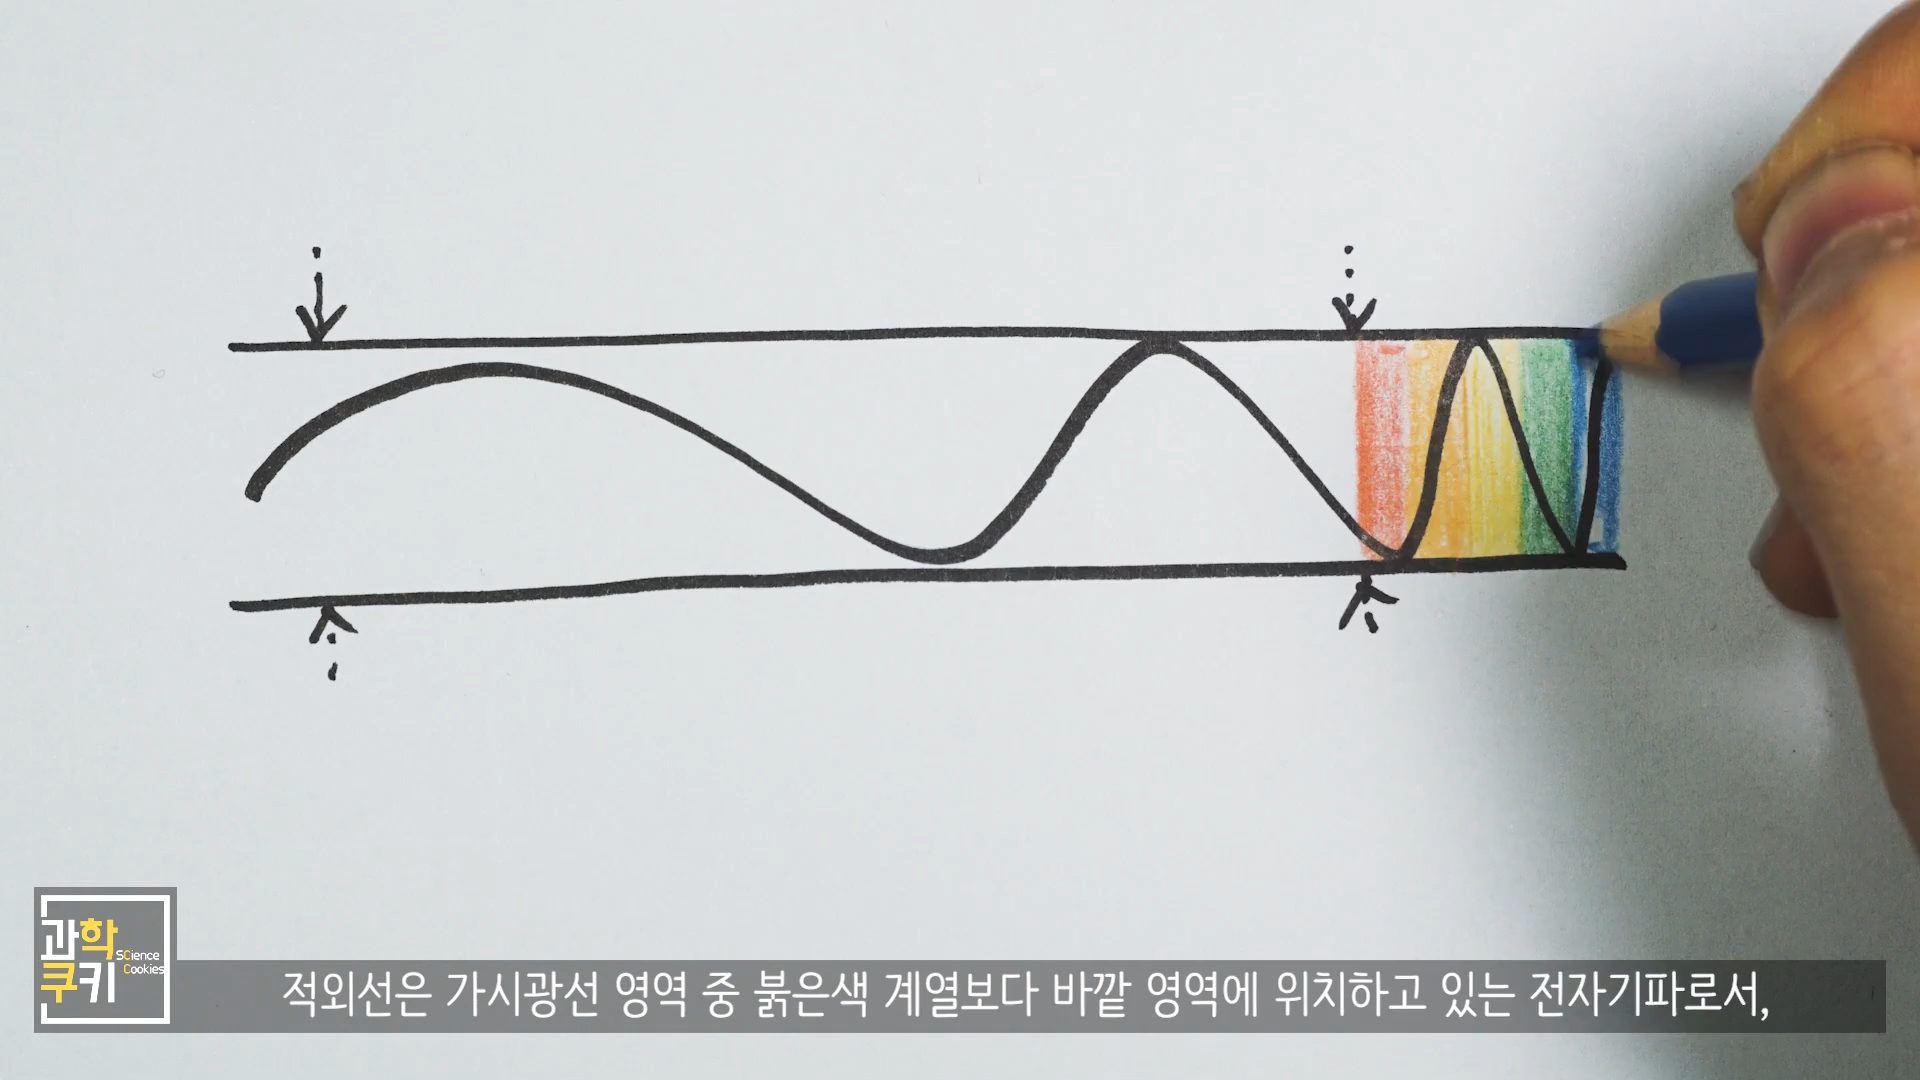 과학
쿠키
SCience
Cookies
적외선은 가시광선 영역 중 붉은색 계열보다 바깥 영역에 위치하고 있는 전자기파로서,